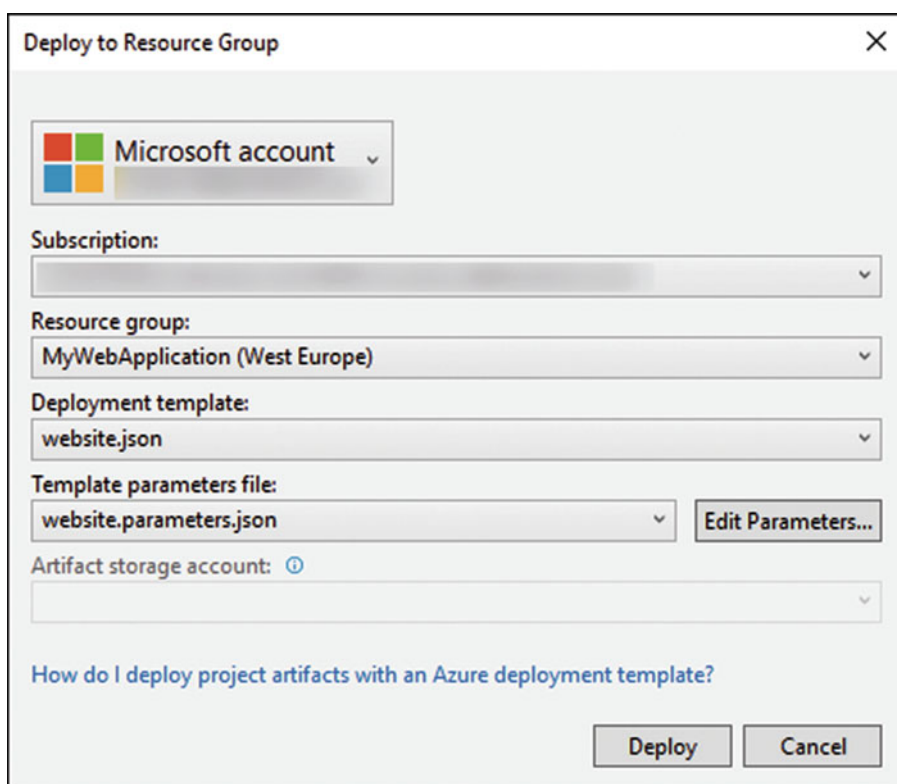 Deploy to Resource Group
Microsoft account
Subscription:
Resource group:
MyWebApplication (West Europe)
Deployment template:
website.json
Template parameters file:
website.parameters.json
Edit Parameters...
Artifact storage account:
How do I deploy project artifacts with an Azure deployment template?
Deploy
Cancel